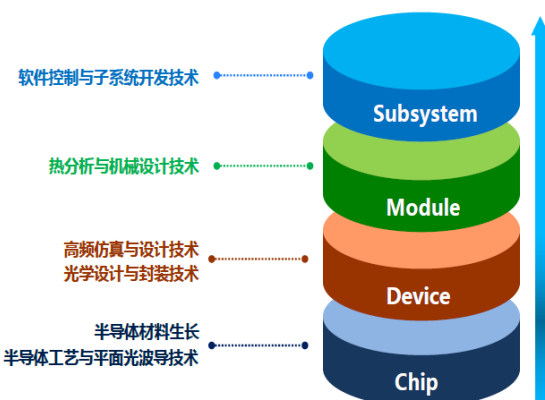 软件控制与子系统开发技术
Subsystem
热分析与机械设计技术
Module
高频仿真与设计技术
光学设计与封装技术
Device
半导体材料生长
半导体工艺与平面光波导技术
Chip